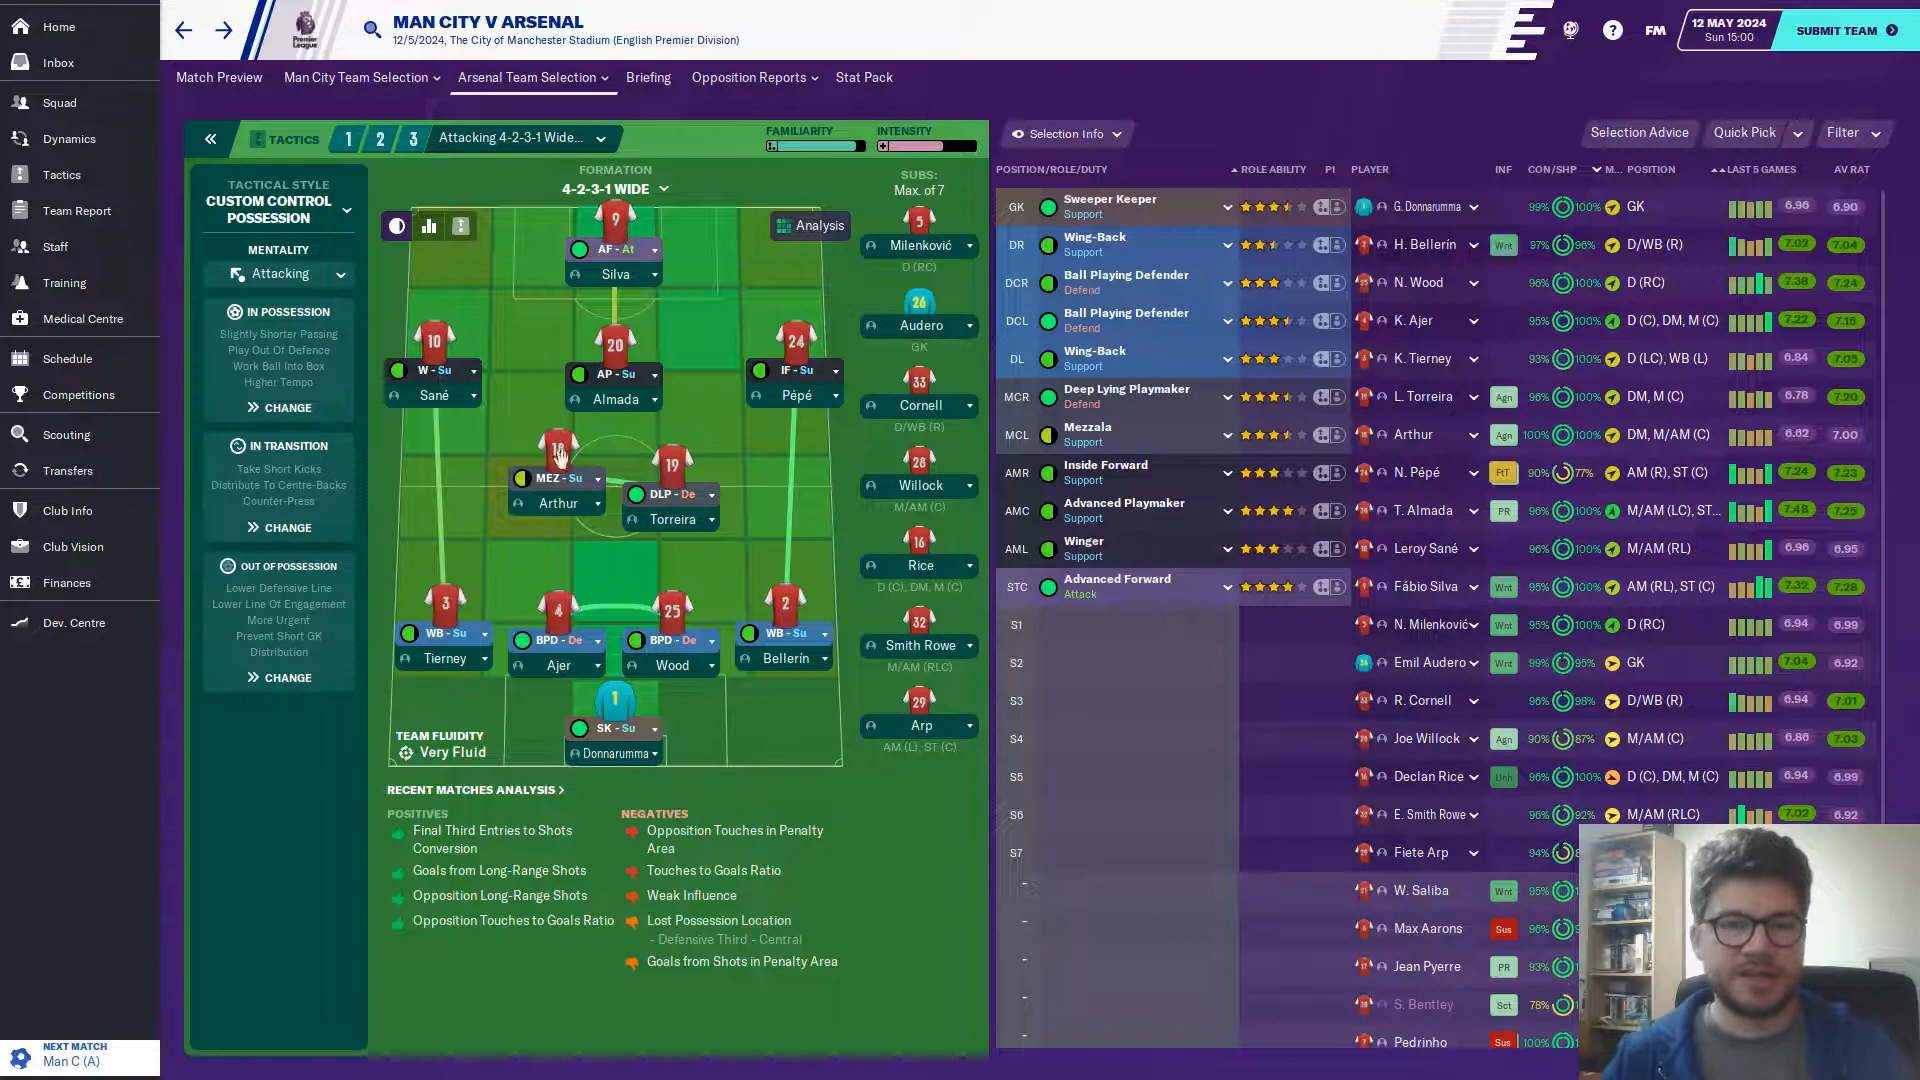 Home
Inbox
Squad
Dynamics
Tactics
Team Report
Staff
Training
Medical Centre
Schedule
Competitions
Scouting
Transfers
Club Info
Club Vision
Finances
Dev. Centre
NEXT MATCH
Man C (A)
Premier League
MAN CITY V ARSENAL
12/5/2024, The City of Manchester Stadium (English Premier Division)
FM
12 MAY 2024
Sun 15:00
SUBMIT TEAM
Match Preview
Man City Team Selection
Arsenal Team Selection
Briefing
Opposition Reports
Stat Pack
TACTICS
1 2 3
Attacking 4-2-3-1 Wide...
FAMILIARITY
INTENSITY
TACTICAL STYLE
CUSTOM CONTROL
POSSESSION
MENTALITY
Attacking
IN POSSESSION
Slightly Shorter Passing
Play Out Of Defence
Work Ball Into Box
Higher Tempo
CHANGE
IN TRANSITION
Take Short Kicks
Distribute To Centre-Backs
Counter-Press
CHANGE
OUT OF POSSESSION
Lower Defensive Line
Lower Line Of Engagement
More Urgent
Prevent Short GK
Distribution
CHANGE
FORMATION
4-2-3-1 WIDE
Analysis
9
AF - At
Silva
10
W - Su
Sané
20
AP - Su
Almada
24
IF - Su
Pépé
18
MEZ - Su
Arthur
19
DLP - De
Torreira
3
WB - Su
Tierney
4
BPD - De
Ajer
25
BPD - De
Wood
2
WB - Su
Bellerín
1
SK - Su
Donnarumma
TEAM FLUIDITY
Very Fluid
SUBS:
Max. of 7
5
Milenković
D (RC)
26
Audero
GK
33
Cornell
D/WB (R)
28
Willock
M/AM (C)
16
Rice
D (C), DM, M (C)
32
Smith Rowe
M/AM (RLC)
29
Arp
AM (L), ST (C)
RECENT MATCHES ANALYSIS >
POSITIVES
Final Third Entries to Shots
Conversion
Goals from Long-Range Shots
Opposition Long-Range Shots
Opposition Touches to Goals Ratio
NEGATIVES
Opposition Touches in Penalty
Area
Touches to Goals Ratio
Weak Influence
Lost Possession Location
- Defensive Third - Central
Goals from Shots in Penalty Area
Selection Info
Selection Advice
Quick Pick
Filter
POSITION/ROLE/DUTY ROLE ABILITY PI PLAYER INF CON/SHP M... POSITION LAST 5 GAMES AV RAT
GK Sweeper Keeper Support G. Donnarumma 99% 100% GK 6.96 6.90
DR Wing-Back Support H. Bellerín Wnt 97% 96% D/WB (R) 7.02 7.04
DCR Ball Playing Defender Defend N. Wood 96% 100% D (RC) 7.38 7.24
DCL Ball Playing Defender Defend K. Ajer 95% 100% D (C), DM, M (C) 7.22 7.15
DL Wing-Back Support K. Tierney 93% 100% D (LC), WB (L) 6.84 7.05
MCR Deep Lying Playmaker Defend L. Torreira Agn 96% 100% DM, M (C) 6.78 7.20
MCL Mezzala Support Arthur Agn 100% 100% DM, M/AM (C) 6.62 7.00
AMR Inside Forward Support N. Pépé FtT 90% 77% AM (R), ST (C) 7.24 7.23
AMC Advanced Playmaker Support T. Almada PR 96% 100% M/AM (LC), ST... 7.48 7.25
AML Winger Support Leroy Sané 96% 100% M/AM (RL) 6.96 6.95
STC Advanced Forward Attack Fábio Silva Wnt 95% 100% AM (RL), ST (C) 7.32 7.28
S1 N. Milenković Wnt 95% 100% D (RC) 6.94 6.99
S2 Emil Audero Wnt 99% 95% GK 7.04 6.92
S3 R. Cornell 96% 98% D/WB (R) 6.94 7.01
S4 Joe Willock Agn 90% 87% M/AM (C) 6.86 7.03
S5 Declan Rice Unh 96% 100% D (C), DM, M (C) 6.94 6.99
S6 E. Smith Rowe 96% 92% M/AM (RLC) 7.02 6.92
S7 Fiete Arp 94%
- W. Saliba Wnt 95%
- Max Aarons Sus 96%
- Jean Pyerre PR 93%
- S. Bentley Sct 78%
- Pedrinho Sus 100%